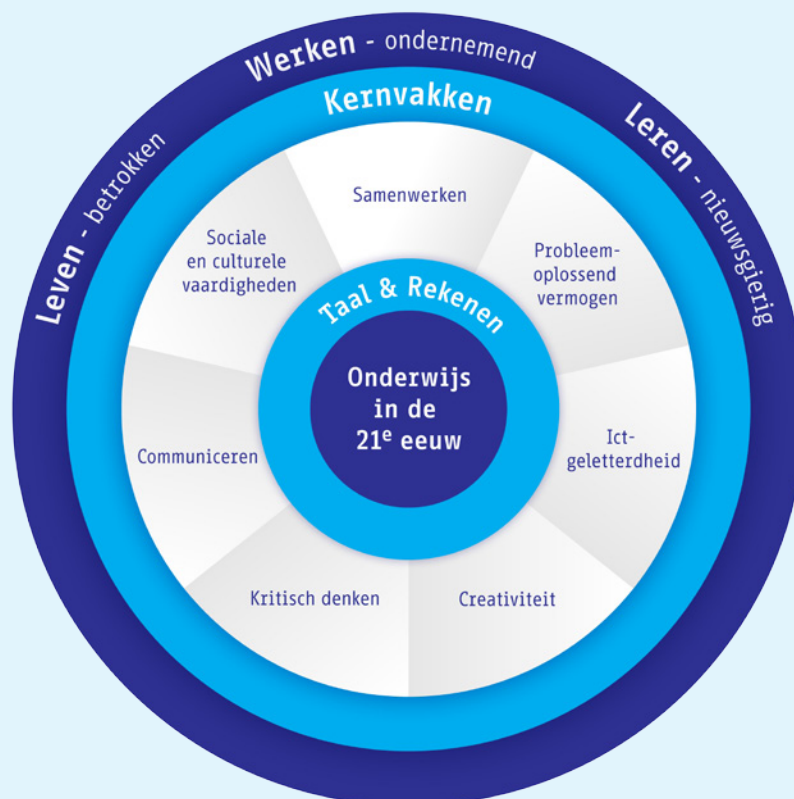 Werken - ondernemend
Leren - nieuwsgierig
Leven - betrokken
Kernvakken
Samenwerken
Probleem-
oplossend
vermogen
Ict-
geletterdheid
Creativiteit
Kritisch denken
Communiceren
Sociale
en culturele
vaardigheden
Taal & Rekenen
Onderwijs
in de
21e eeuw